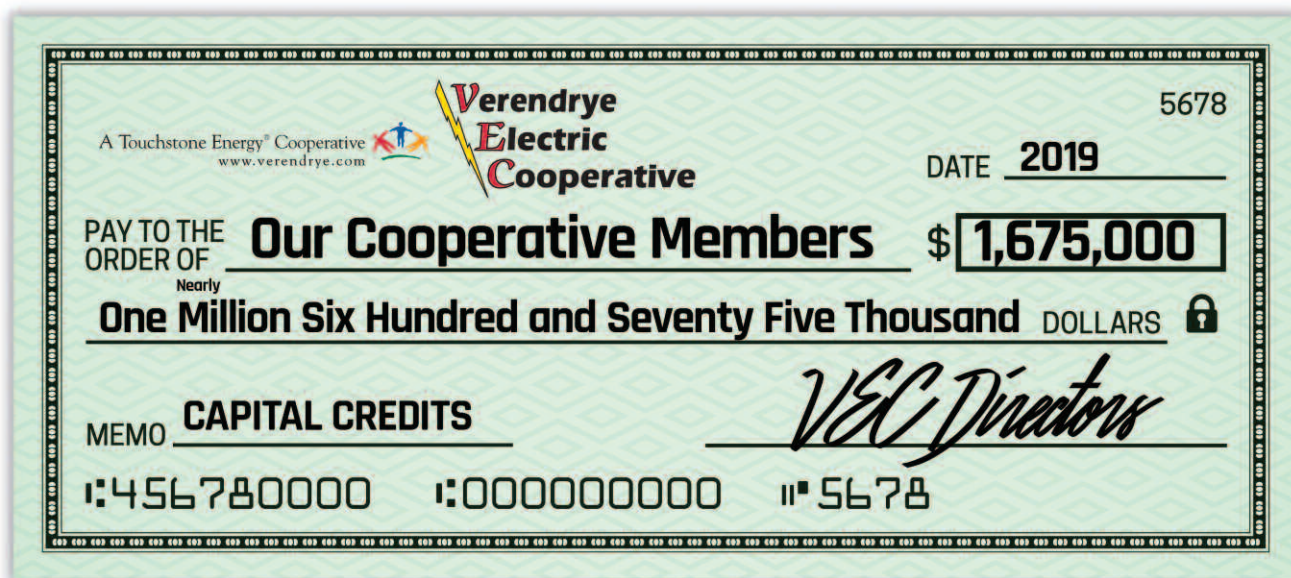 Verendrye
Electric
Cooperative
A Touchstone Energy® Cooperative
www.verendrye.com
5678
DATE 2019
PAY TO THE
ORDER OF Our Cooperative Members $ 1,675,000
Nearly
One Million Six Hundred and Seventy Five Thousand DOLLARS
MEMO CAPITAL CREDITS VEC Directors
⑆456780000 ⑆000000000 ⑈5678